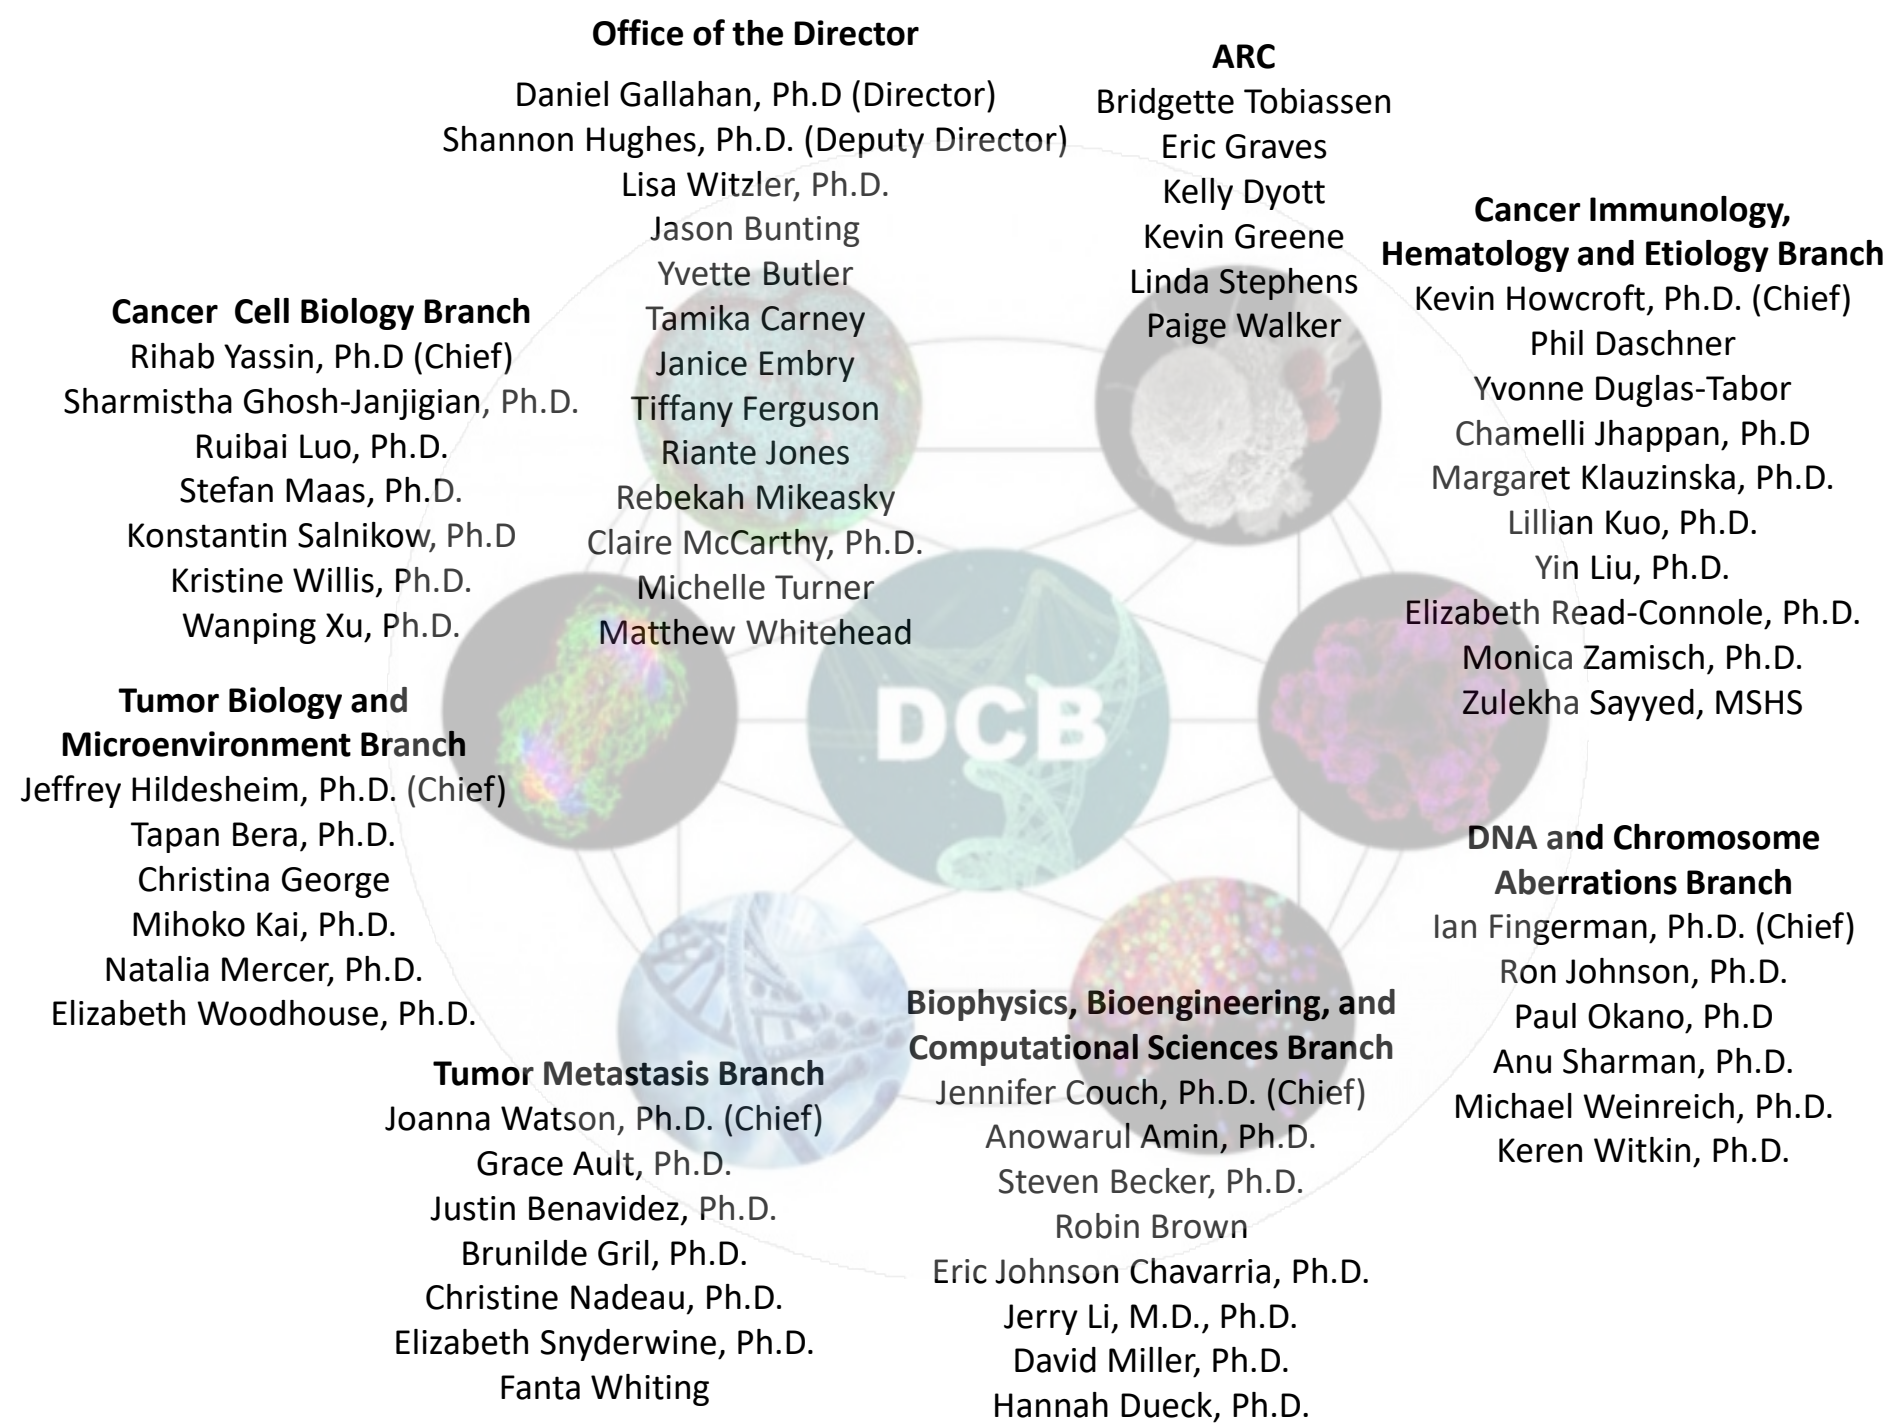 Office of the Director
Daniel Gallahan, Ph.D (Director)
Shannon Hughes, Ph.D. (Deputy Director)
Lisa Witzler, Ph.D.
Jason Bunting
Yvette Butler
Tamika Carney
Janice Embry
Tiffany Ferguson
Riante Jones
Rebekah Mikeasky
Claire McCarthy, Ph.D.
Michelle Turner
Matthew Whitehead
ARC
Bridgette Tobiassen
Eric Graves
Kelly Dyott
Kevin Greene
Linda Stephens
Paige Walker
Cancer Immunology,
Hematology and Etiology Branch
Kevin Howcroft, Ph.D. (Chief)
Phil Daschner
Yvonne Duglas-Tabor
Chamelli Jhappan, Ph.D
Margaret Klauzinska, Ph.D.
Lillian Kuo, Ph.D.
Yin Liu, Ph.D.
Elizabeth Read-Connole, Ph.D.
Monica Zamisch, Ph.D.
Zulekha Sayyed, MSHS
Cancer  Cell Biology Branch
Rihab Yassin, Ph.D (Chief)
Sharmistha Ghosh-Janjigian, Ph.D.
Ruibai Luo, Ph.D.
Stefan Maas, Ph.D.
Konstantin Salnikow, Ph.D
Kristine Willis, Ph.D.
Wanping Xu, Ph.D.
DCB
Tumor Biology and
Microenvironment Branch
Jeffrey Hildesheim, Ph.D. (Chief)
Tapan Bera, Ph.D.
Christina George
Mihoko Kai, Ph.D.
Natalia Mercer, Ph.D.
Elizabeth Woodhouse, Ph.D.
DNA and Chromosome
Aberrations Branch
Ian Fingerman, Ph.D. (Chief)
Ron Johnson, Ph.D.
Paul Okano, Ph.D
Anu Sharman, Ph.D.
Michael Weinreich, Ph.D.
Keren Witkin, Ph.D.
Tumor Metastasis Branch
Joanna Watson, Ph.D. (Chief)
Grace Ault, Ph.D.
Justin Benavidez, Ph.D.
Brunilde Gril, Ph.D.
Christine Nadeau, Ph.D.
Elizabeth Snyderwine, Ph.D.
Fanta Whiting
Biophysics, Bioengineering, and
Computational Sciences Branch
Jennifer Couch, Ph.D. (Chief)
Anowarul Amin, Ph.D.
Steven Becker, Ph.D.
Robin Brown
Eric Johnson Chavarria, Ph.D.
Jerry Li, M.D., Ph.D.
David Miller, Ph.D.
Hannah Dueck, Ph.D.